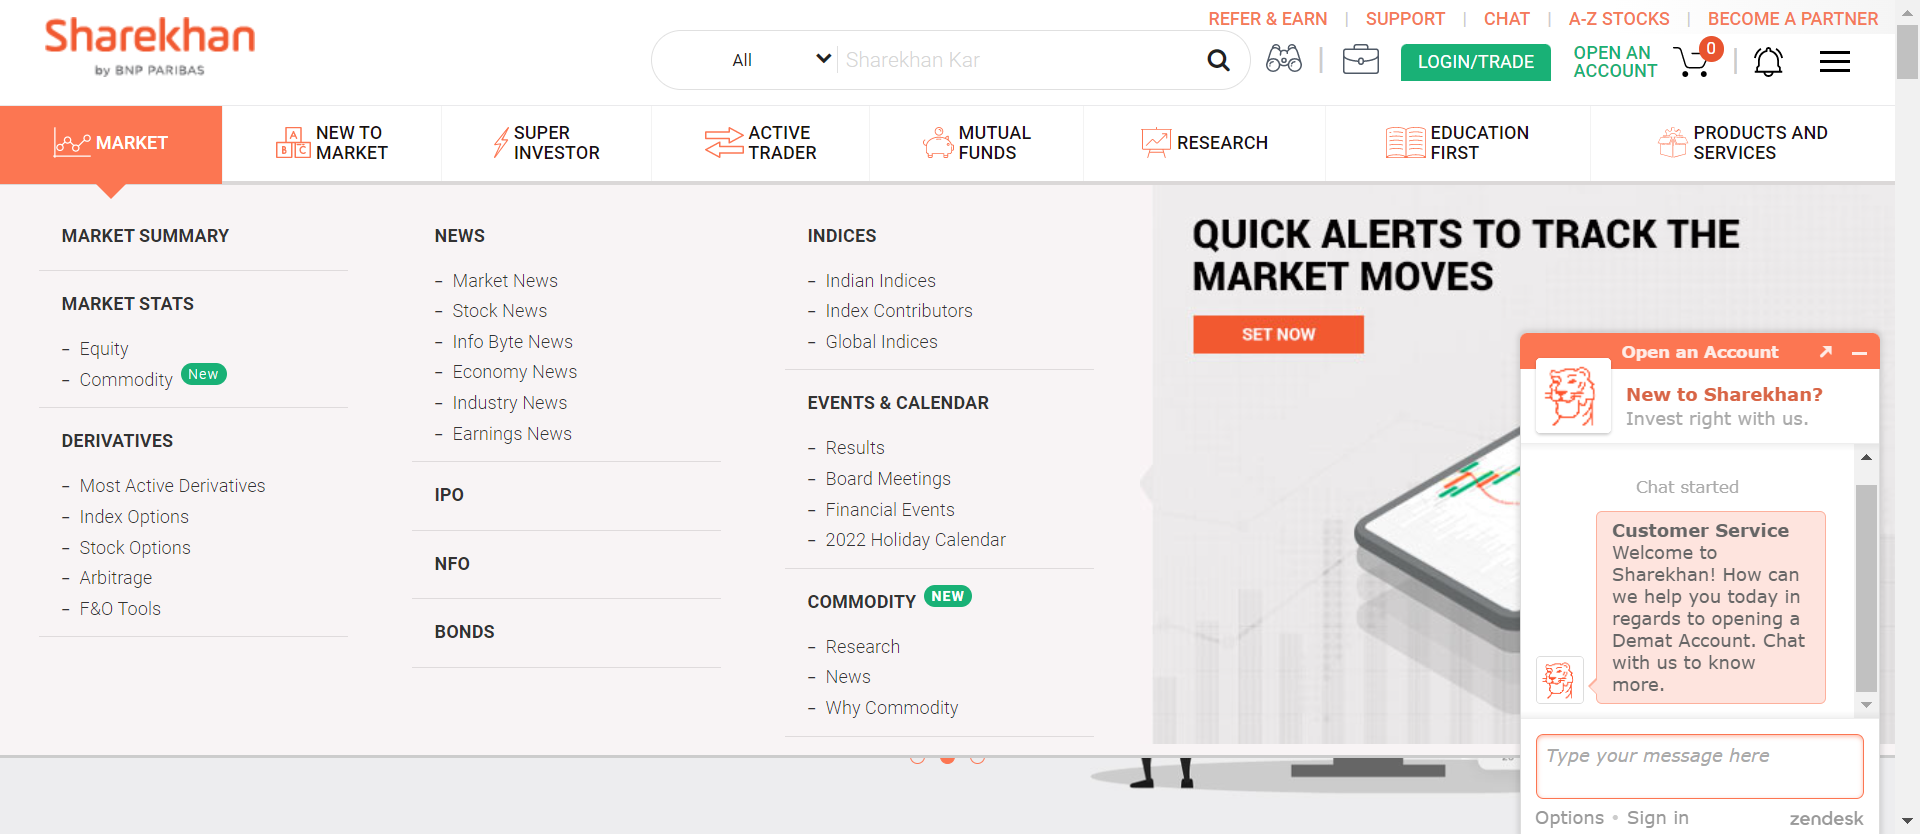 REFER & EARN | SUPPORT | CHAT | A-Z STOCKS | BECOME A PARTNER
Sharekhan
by BNP PARIBAS
All
Sharekhan Kar
LOGIN/TRADE
OPEN AN
ACCOUNT
0
MARKET
NEW TO
MARKET
SUPER
INVESTOR
ACTIVE
TRADER
MUTUAL
FUNDS
RESEARCH
EDUCATION
FIRST
PRODUCTS AND
SERVICES
MARKET SUMMARY
MARKET STATS
- Equity
- Commodity New
DERIVATIVES
- Most Active Derivatives
- Index Options
- Stock Options
- Arbitrage
- F&O Tools
NEWS
- Market News
- Stock News
- Info Byte News
- Economy News
- Industry News
- Earnings News
IPO
NFO
BONDS
INDICES
- Indian Indices
- Index Contributors
- Global Indices
EVENTS & CALENDAR
- Results
- Board Meetings
- Financial Events
- 2022 Holiday Calendar
COMMODITY NEW
- Research
- News
- Why Commodity
QUICK ALERTS TO TRACK THE
MARKET MOVES
SET NOW
Open an Account
New to Sharekhan?
Invest right with us.
Chat started
Customer Service
Welcome to
Sharekhan! How can
we help you today in
regards to opening a
Demat Account. Chat
with us to know
more.
Type your message here
Options • Sign in
zendesk